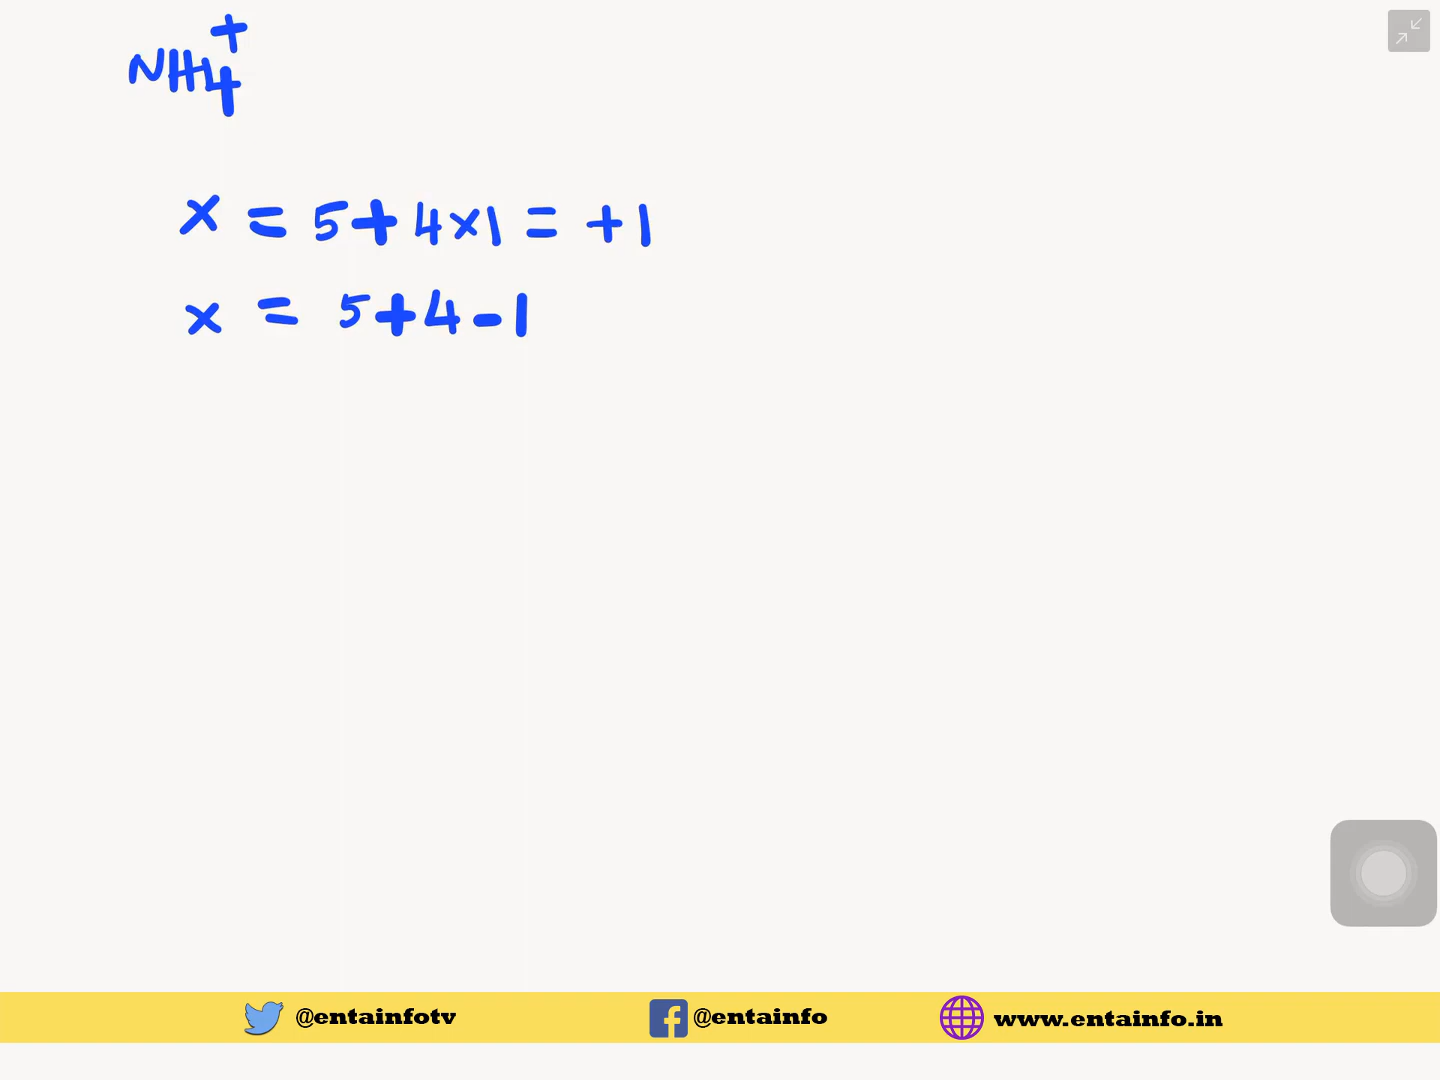 NH4+
x = 5+4×1 = +1
x = 5+4-1
@entainfotv @entainfo www.entainfo.in